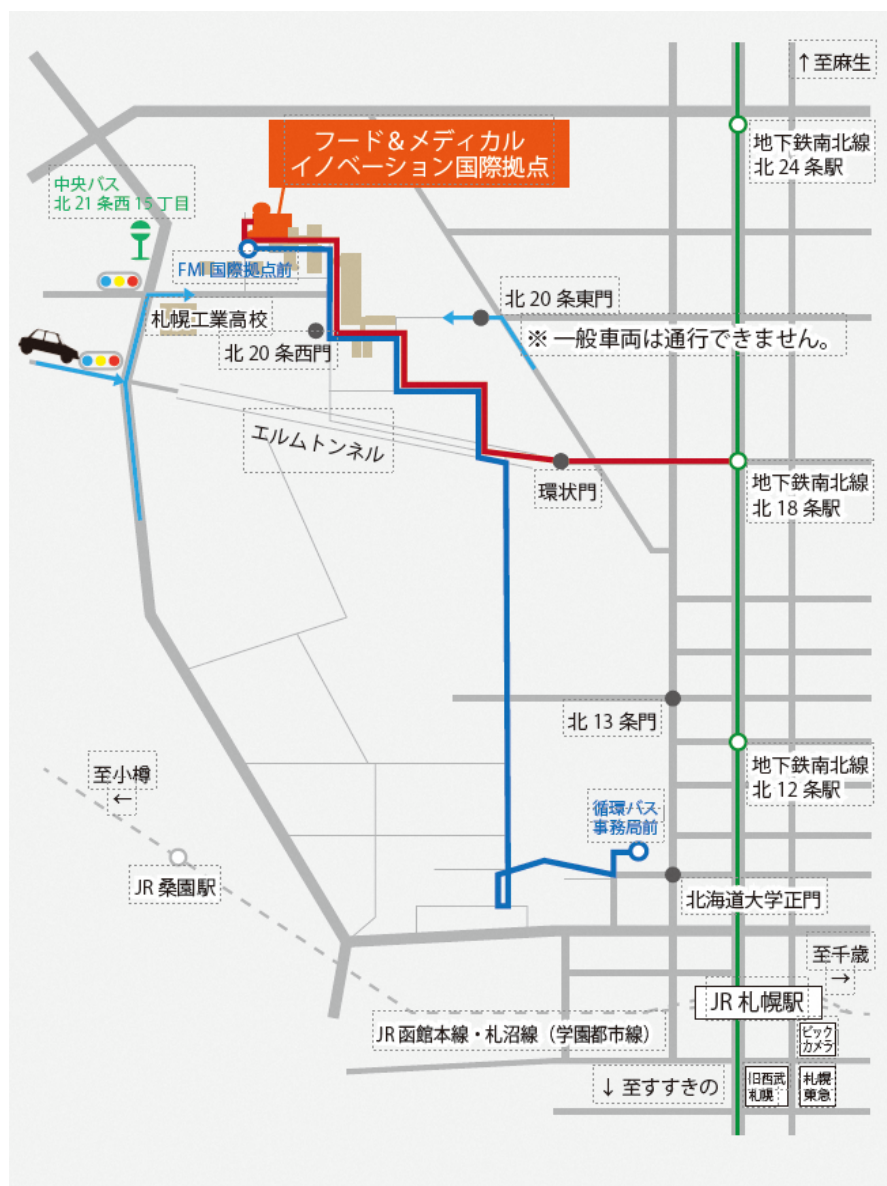 ↑至麻生
フード＆メディカル
イノベーション国際拠点
地下鉄南北線
北24条駅
中央バス
北21条西15丁目
FMI国際拠点前
北20条東門
札幌工業高校
※一般車両は通行できません。
北20条西門
エルムトンネル
環状門
地下鉄南北線
北18条駅
北13条門
地下鉄南北線
北12条駅
至小樽
←
循環バス
事務局前
JR桑園駅
北海道大学正門
至千歳
→
JR札幌駅
JR函館本線・札沼線（学園都市線）
ビック
カメラ
↓至すすきの
旧西武
札幌
札幌
東急